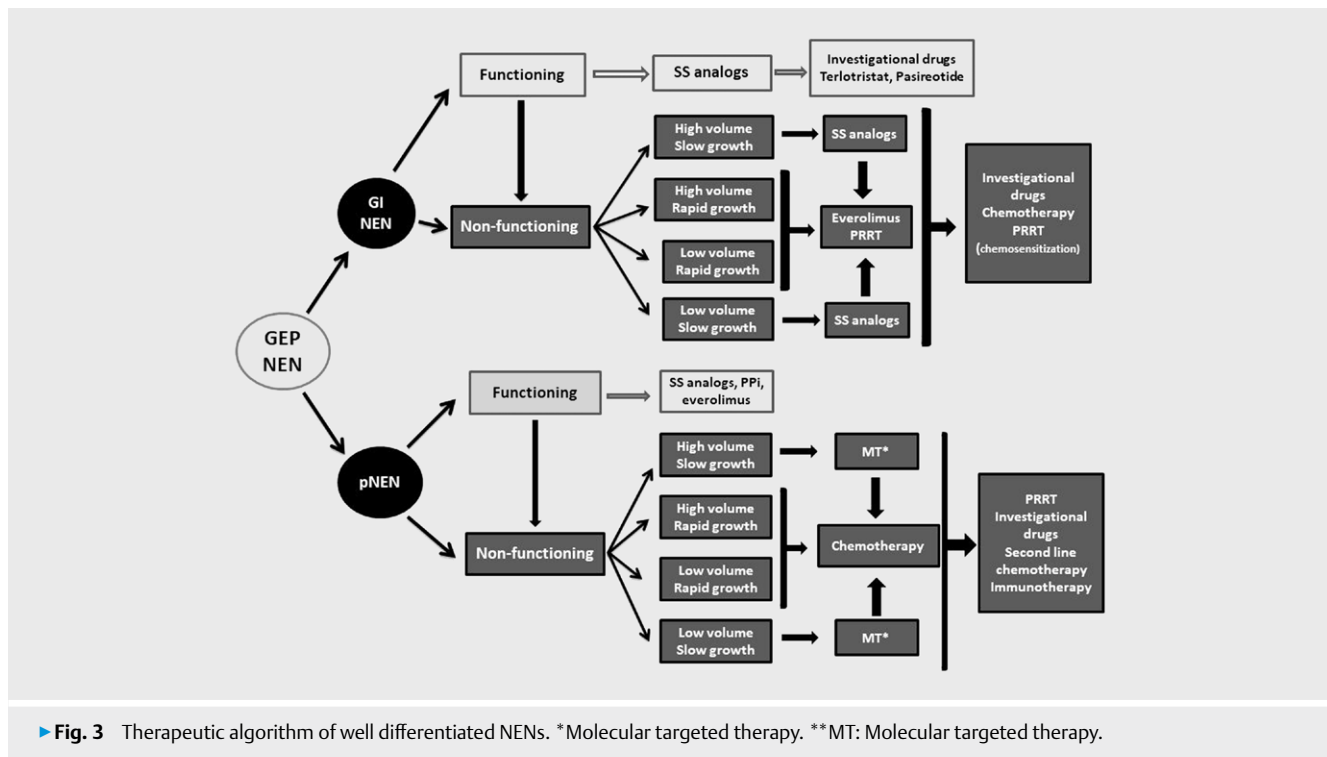 Functioning
SS analogs
Investigational drugs
Terlotristat, Pasireotide
High volume
Slow growth
SS analogs
GI
NEN
High volume
Rapid growth
Non-functioning
Everolimus
PRRT
Low volume
Rapid growth
Low volume
Slow growth
SS analogs
Investigational
drugs
Chemotherapy
PRRT
(chemosensitization)
GEP
NEN
Functioning
SS analogs, PPi,
everolimus
High volume
Slow growth
MT*
pNEN
High volume
Rapid growth
Non-functioning
Chemotherapy
Low volume
Rapid growth
Low volume
Slow growth
MT*
PRRT
Investigational
drugs
Second line
chemotherapy
Immunotherapy
▶Fig. 3 Therapeutic algorithm of well differentiated NENs. *Molecular targeted therapy. **MT: Molecular targeted therapy.